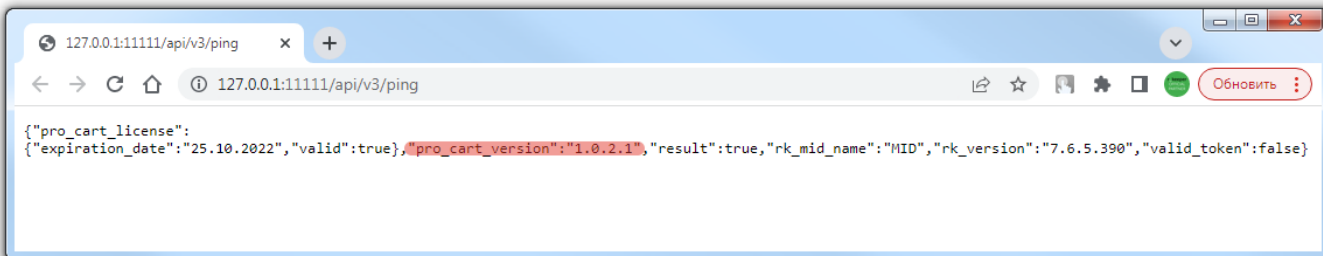 127.0.0.1:11111/api/v3/ping
127.0.0.1:11111/api/v3/ping
Обновить
{"pro_cart_license":
{"expiration_date":"25.10.2022","valid":true},"pro_cart_version":"1.0.2.1","result":true,"rk_mid_name":"MID","rk_version":"7.6.5.390","valid_token":false}